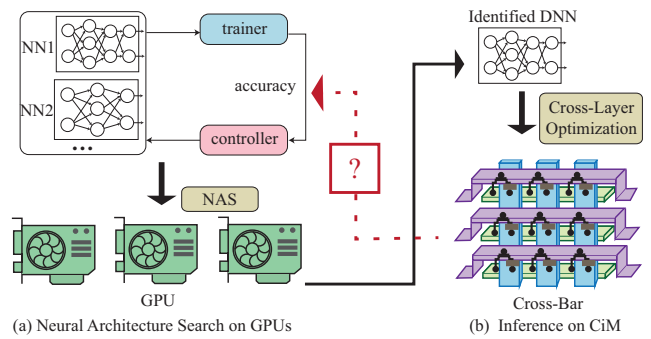 NN1
NN2
...
trainer
accuracy
controller
NAS
GPU
(a) Neural Architecture Search on GPUs
?
Identified DNN
Cross-Layer
Optimization
Cross-Bar
(b) Inference on CiM